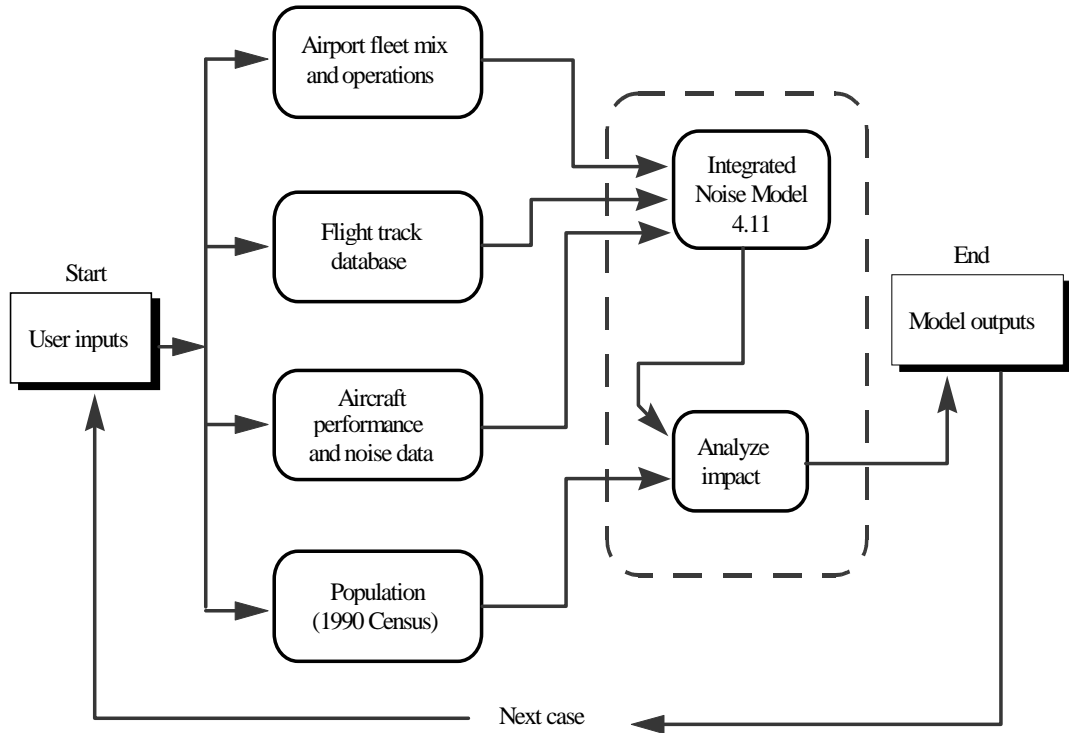 Start
User inputs
Airport fleet mix
and operations
Flight track
database
Aircraft
performance
and noise data
Population
(1990 Census)
Integrated
Noise Model
4.11
Analyze
impact
End
Model outputs
Next case